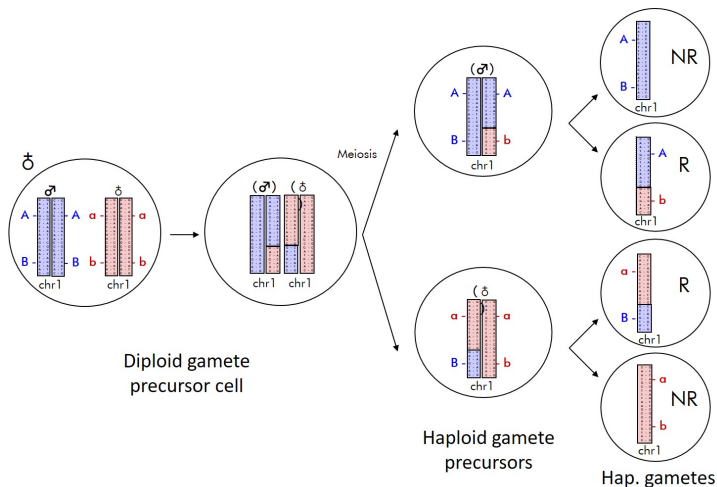 ♀
♂ ♀
A A a a
B B b b
chr1 chr1
Diploid gamete
precursor cell
(♂) (♀)
chr1 chr1
Meiosis
(♂)
A A
B b
chr1
(♀)
a a
B b
chr1
Haploid gamete
precursors
A NR
B
chr1
A R
b
chr1
a R
B
chr1
a NR
b
chr1
Hap. gametes